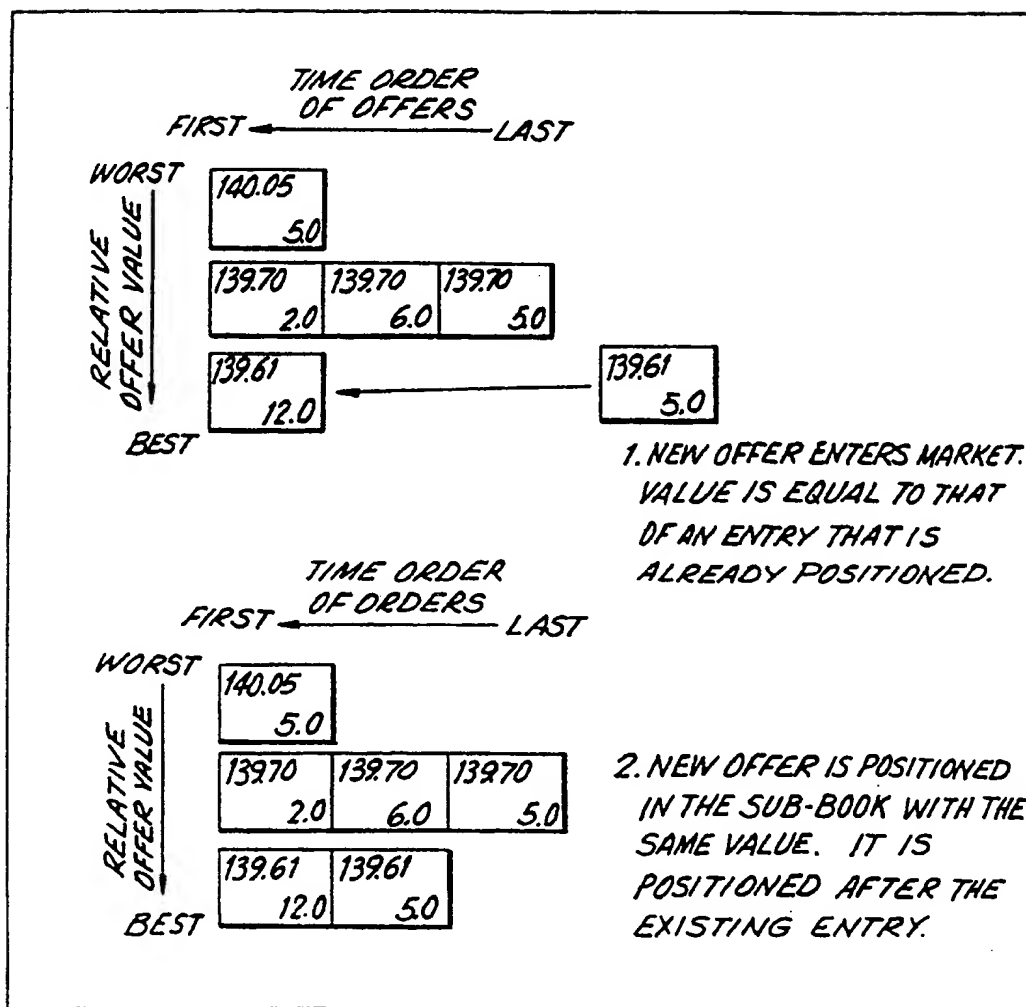 TIME ORDER
OF OFFERS
FIRST LAST
WORST
RELATIVE
OFFER VALUE
140.05
5.0
139.70 139.70 139.70
2.0 6.0 5.0
139.61 139.61
12.0 5.0
BEST
1. NEW OFFER ENTERS MARKET.
VALUE IS EQUAL TO THAT
OF AN ENTRY THAT IS
ALREADY POSITIONED.
TIME ORDER
OF ORDERS
FIRST LAST
WORST
RELATIVE
OFFER VALUE
140.05
5.0
139.70 139.70 139.70
2.0 6.0 5.0
139.61 139.61
12.0 5.0
BEST
2. NEW OFFER IS POSITIONED
IN THE SUB-BOOK WITH THE
SAME VALUE. IT IS
POSITIONED AFTER THE
EXISTING ENTRY.